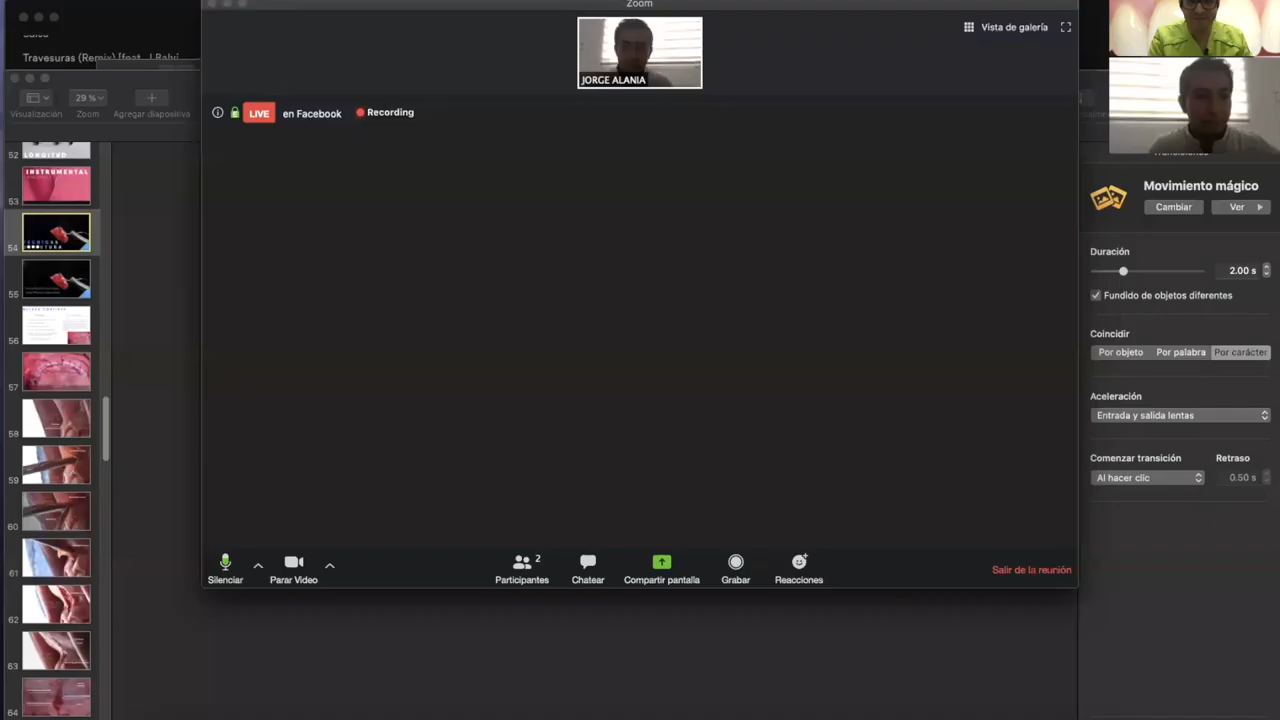 Zoom
Travesuras (Remix) [feat. J Balvi
29 %
Visualización
Zoom
Agregar diapositiva
JORGE ALANIA
Vista de galería
LIVE
en Facebook
Recording
52
LONGITUD
INSTRUMENTAL
53
54
55
56
57
58
59
60
61
62
63
64
Movimiento mágico
Cambiar
Ver
Duración
2.00 s
Fundido de objetos diferentes
Coincidir
Por objeto
Por palabra
Por carácter
Aceleración
Entrada y salida lentas
Comenzar transición
Retraso
Al hacer clic
0.50 s
Silenciar
Parar Video
2
Participantes
Chatear
Compartir pantalla
Grabar
Reacciones
Salir de la reunión